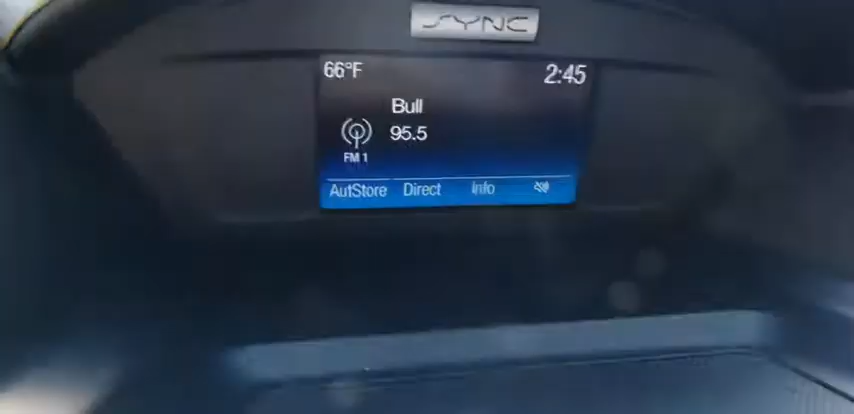 SYNC
66°F 2:45
Bull
95.5
FM 1
AutStore Direct Info